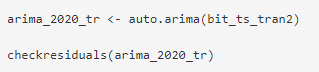 arima_2020_tr <- auto.arima(bit_ts_tran2)
checkresiduals(arima_2020_tr)